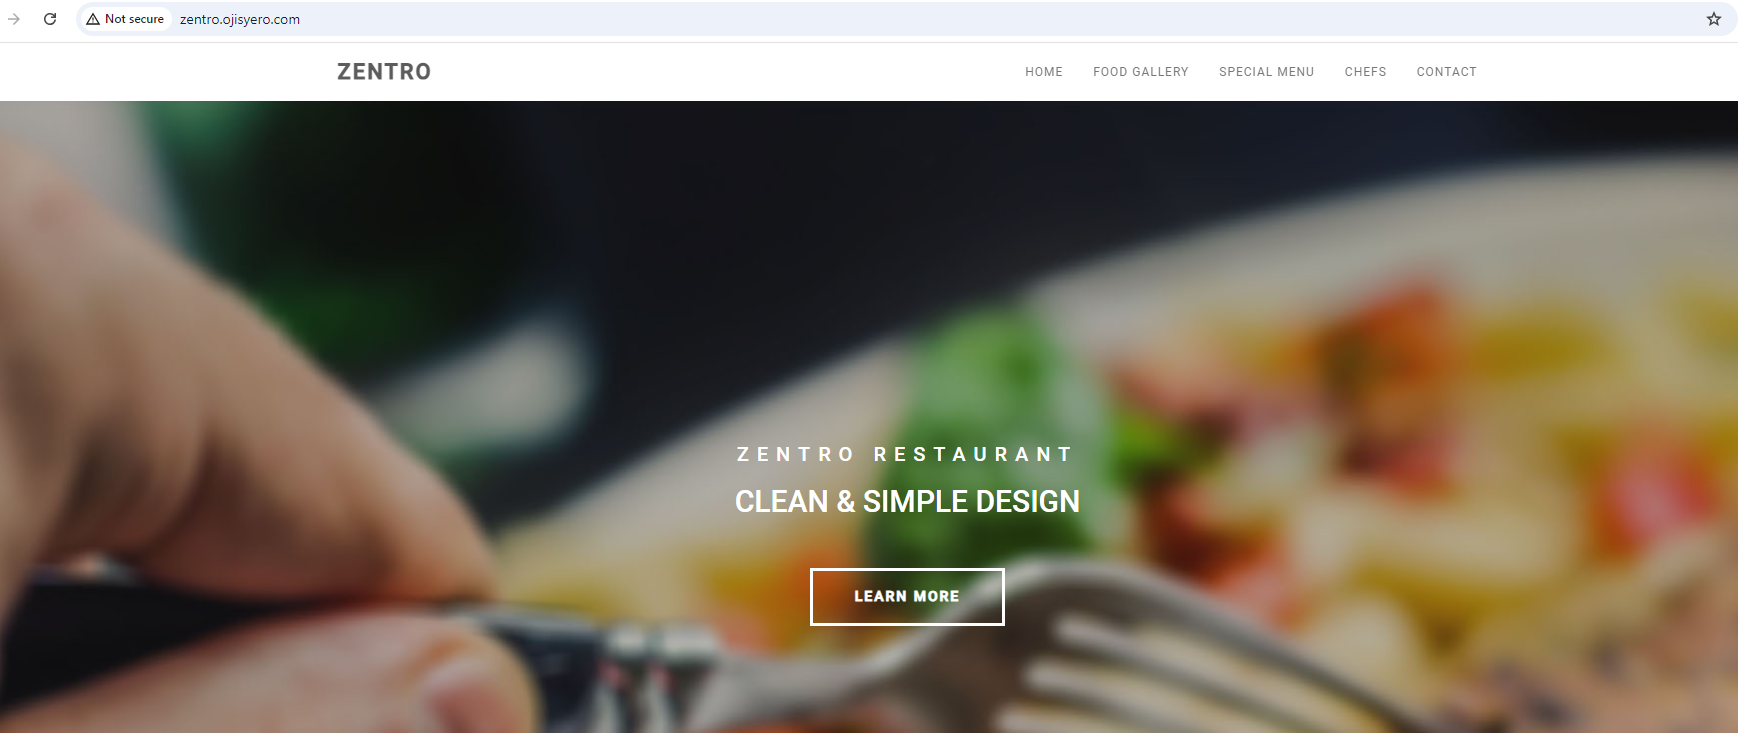 Not secure zentro.ojisyero.com
ZENTRO HOME FOOD GALLERY SPECIAL MENU CHEFS CONTACT
ZENTRO RESTAURANT
CLEAN & SIMPLE DESIGN
LEARN MORE